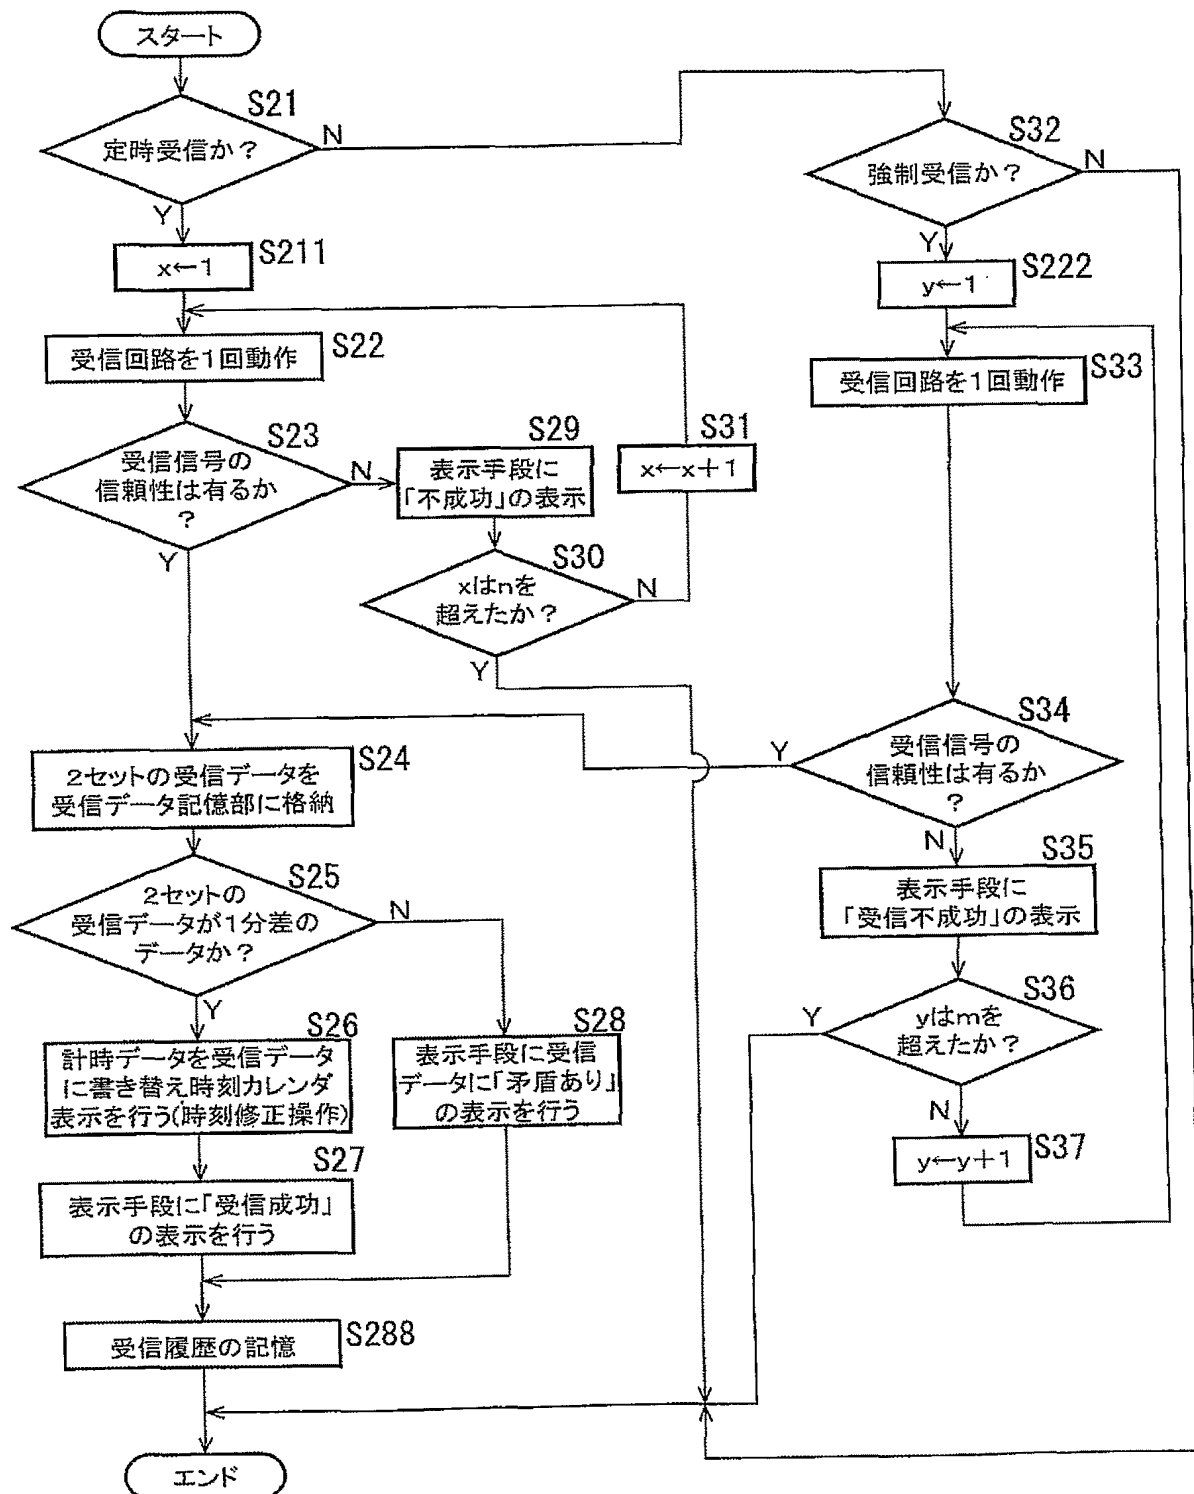 スタート
S21
定時受信か?
N
Y
S211
x←1
S22
受信回路を1回動作
S23
受信信号の
信頼性は有るか
?
N
Y
S29
表示手段に
「不成功」の表示
S31
x←x+1
S30
xはnを
超えたか?
N
Y
S24
2セットの受信データを
受信データ記憶部に格納
S25
2セットの
受信データが1分差の
データか?
N
Y
S26
計時データを受信データ
に書き替え時刻カレンダ
表示を行う(時刻修正操作)
S28
表示手段に受信
データに「矛盾あり」
の表示を行う
S27
表示手段に「受信成功」
の表示を行う
S288
受信履歴の記憶
エンド
S32
強制受信か?
N
Y
S222
y←1
S33
受信回路を1回動作
S34
受信信号の
信頼性は有るか
?
Y
N
S35
表示手段に
「受信不成功」の表示
S36
yはmを
超えたか?
Y
N
S37
y←y+1